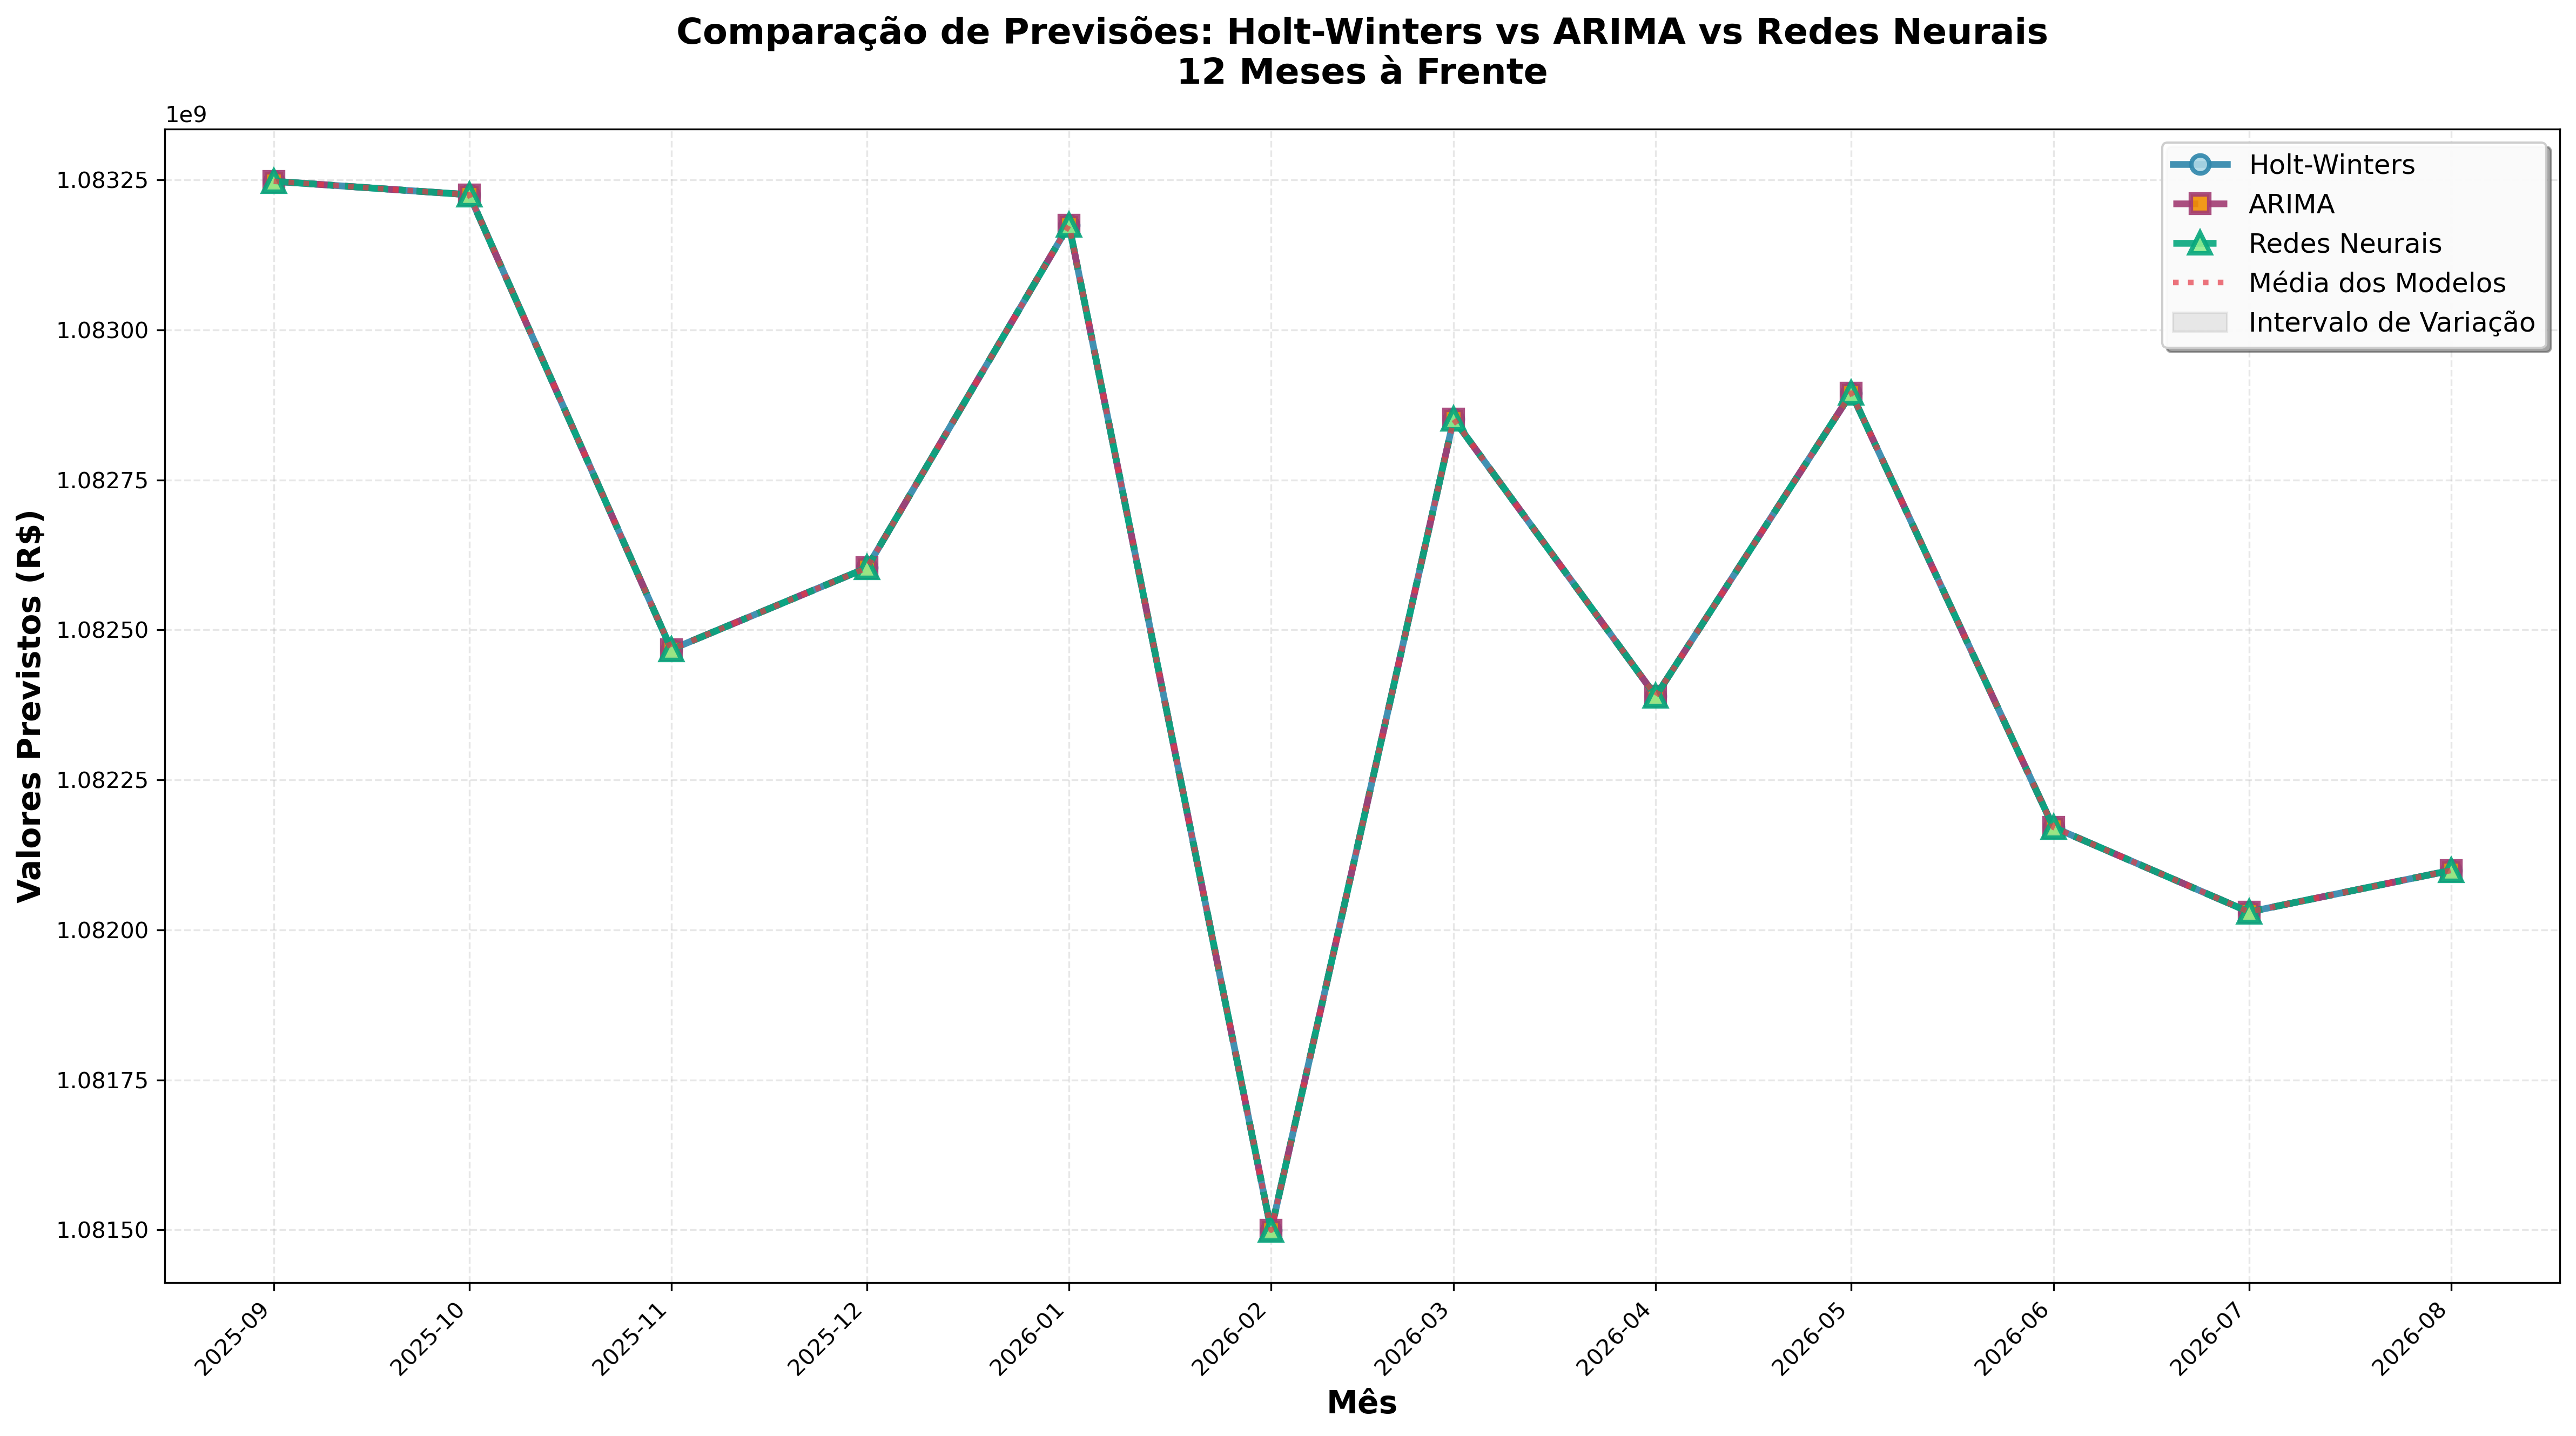 Comparação de Previsões: Holt-Winters vs ARIMA vs Redes Neurais
12 Meses à Frente
1e9
1.08325
1.08300
1.08275
1.08250
1.08225
1.08200
1.08175
1.08150
Valores Previstos (R$)
Holt-Winters
ARIMA
Redes Neurais
Média dos Modelos
Intervalo de Variação
2025-09
2025-10
2025-11
2025-12
2026-01
2026-02
2026-03
2026-04
2026-05
2026-06
2026-07
2026-08
Mês